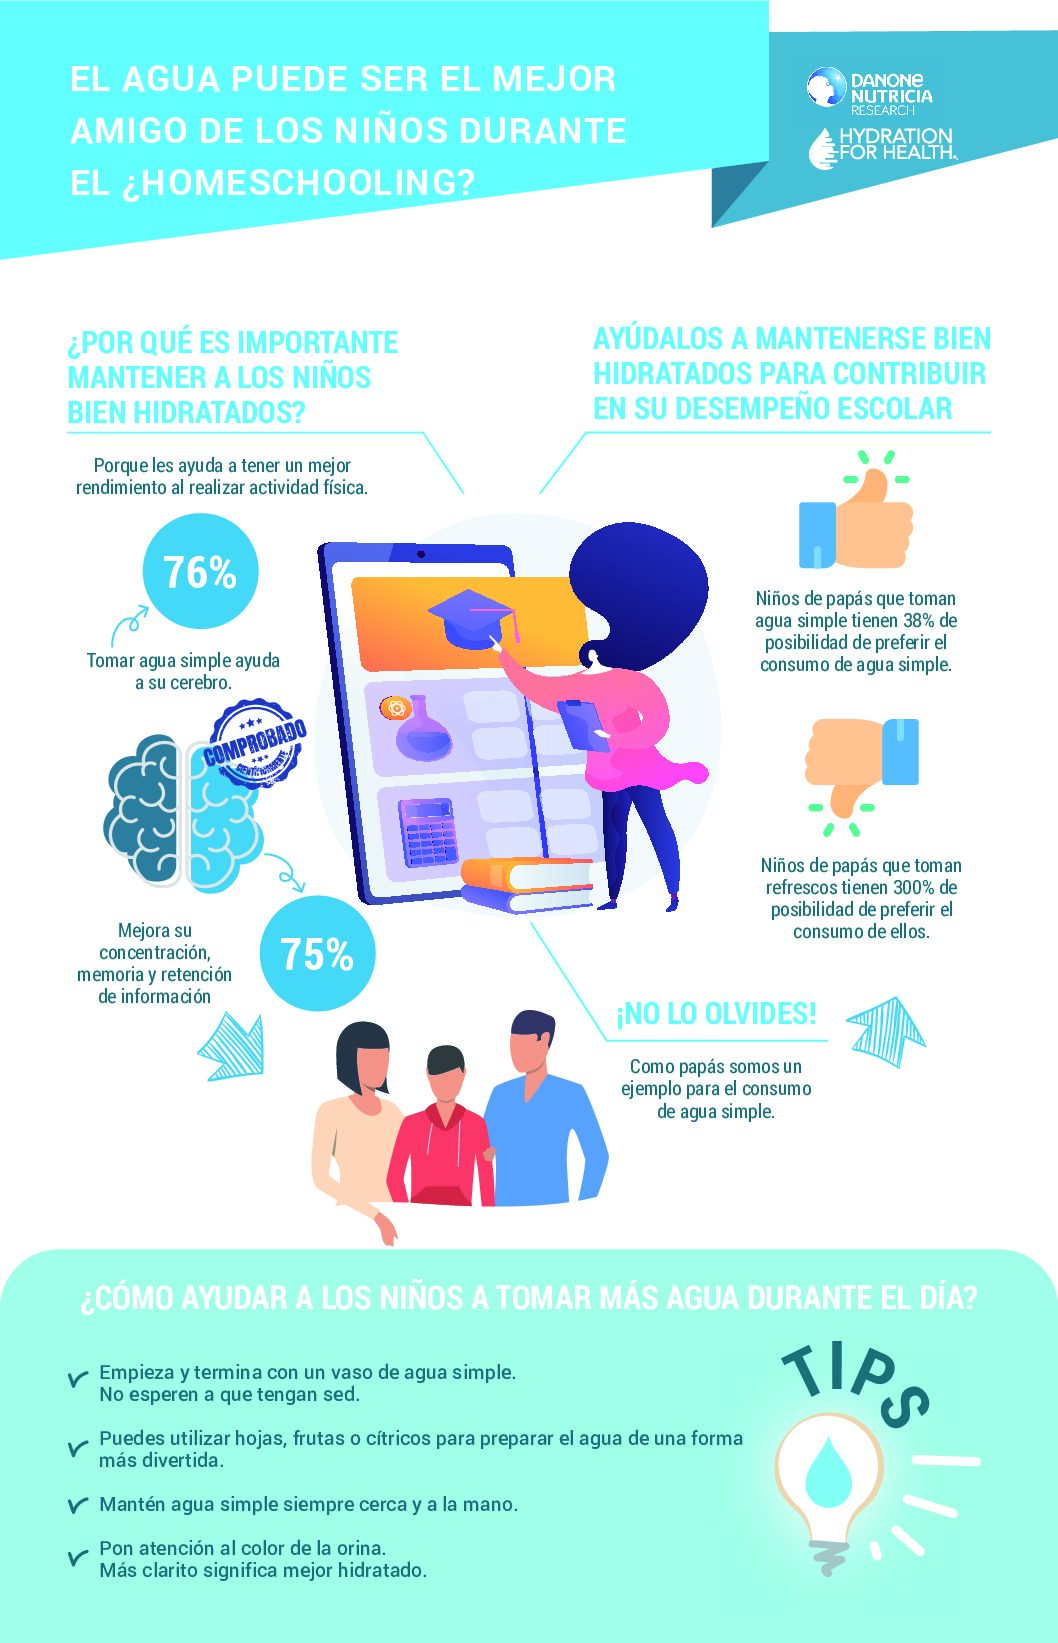 EL AGUA PUEDE SER EL MEJOR
AMIGO DE LOS NIÑOS DURANTE
EL ¿HOMESCHOOLING?
DANONE
NUTRICIA
RESEARCH
HYDRATION
FOR HEALTH.
¿POR QUÉ ES IMPORTANTE
MANTENER A LOS NIÑOS
BIEN HIDRATADOS?
Porque les ayuda a tener un mejor
rendimiento al realizar actividad física.
76%
Tomar agua simple ayuda
a su cerebro.
COMPROBADO
CIENTÍFICAMENTE
Mejora su
concentración,
memoria y retención
de información
75%
AYÚDALOS A MANTENERSE BIEN
HIDRATADOS PARA CONTRIBUIR
EN SU DESEMPEÑO ESCOLAR
Niños de papás que toman
agua simple tienen 38% de
posibilidad de preferir el
consumo de agua simple.
Niños de papás que toman
refrescos tienen 300% de
posibilidad de preferir el
consumo de ellos.
¡NO LO OLVIDES!
Como papás somos un
ejemplo para el consumo
de agua simple.
¿CÓMO AYUDAR A LOS NIÑOS A TOMAR MÁS AGUA DURANTE EL DÍA?
Empieza y termina con un vaso de agua simple.
No esperen a que tengan sed.
Puedes utilizar hojas, frutas o cítricos para preparar el agua de una forma
más divertida.
Mantén agua simple siempre cerca y a la mano.
Pon atención al color de la orina.
Más clarito significa mejor hidratado.
TIPS